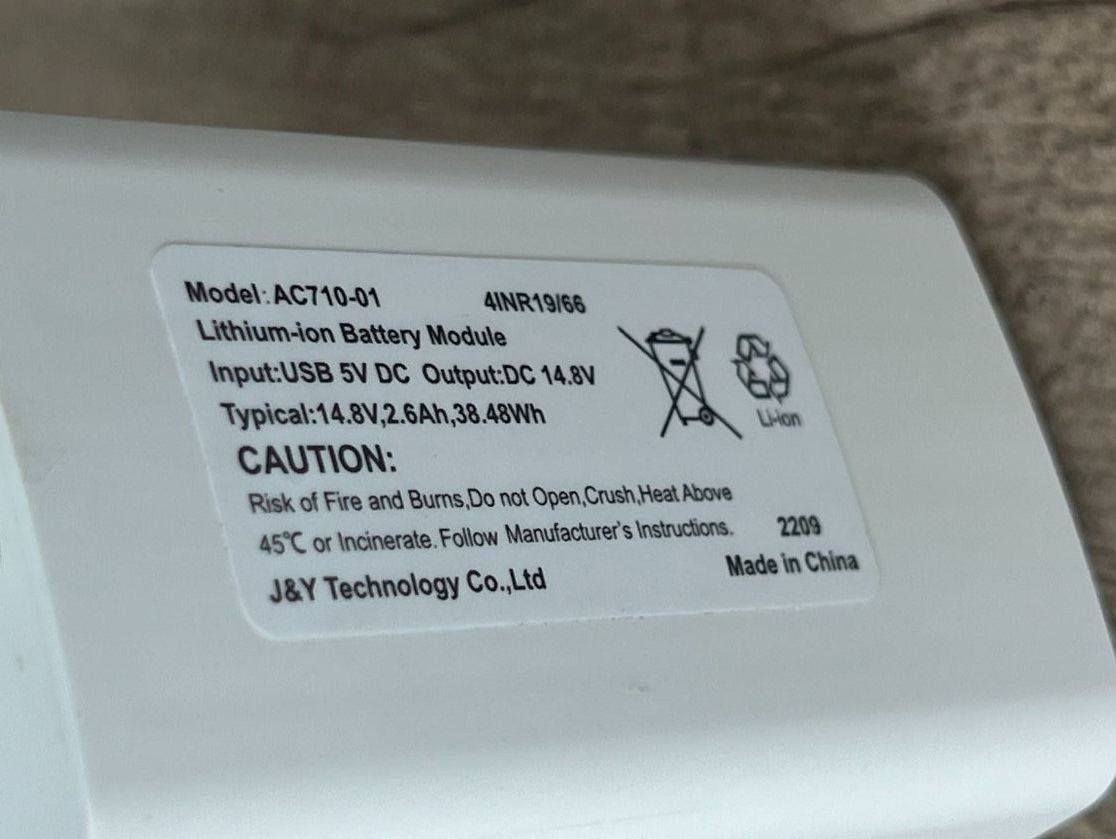 Model:AC710-01 4INR19/66
Lithium-ion Battery Module
Input:USB 5V DC Output:DC 14.8V
Typical:14.8V,2.6Ah,38.48Wh
Li-ion
CAUTION:
Risk of Fire and Burns,Do not Open,Crush,Heat Above
45℃ or Incinerate. Follow Manufacturer's Instructions.
2209
J&Y Technology Co.,Ltd
Made in China